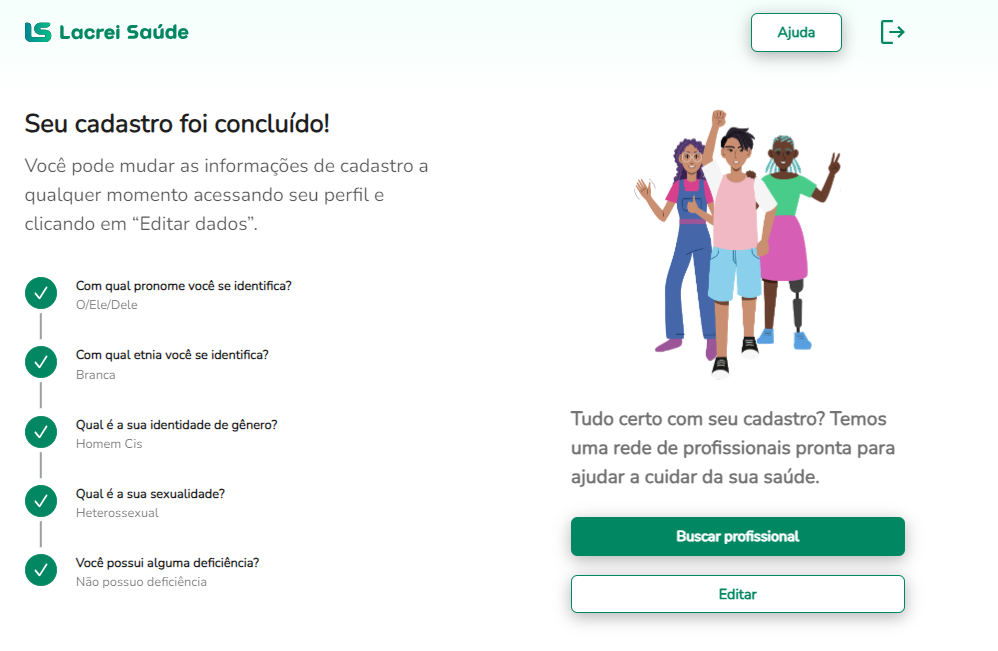 Lacrei Saúde
Ajuda
Seu cadastro foi concluído!
Você pode mudar as informações de cadastro a
qualquer momento acessando seu perfil e
clicando em “Editar dados”.
Com qual pronome você se identifica?
O/Ele/Dele
Com qual etnia você se identifica?
Branca
Qual é a sua identidade de gênero?
Homem Cis
Qual é a sua sexualidade?
Heterossexual
Você possui alguma deficiência?
Não possuo deficiência
Tudo certo com seu cadastro? Temos
uma rede de profissionais pronta para
ajudar a cuidar da sua saúde.
Buscar profissional
Editar